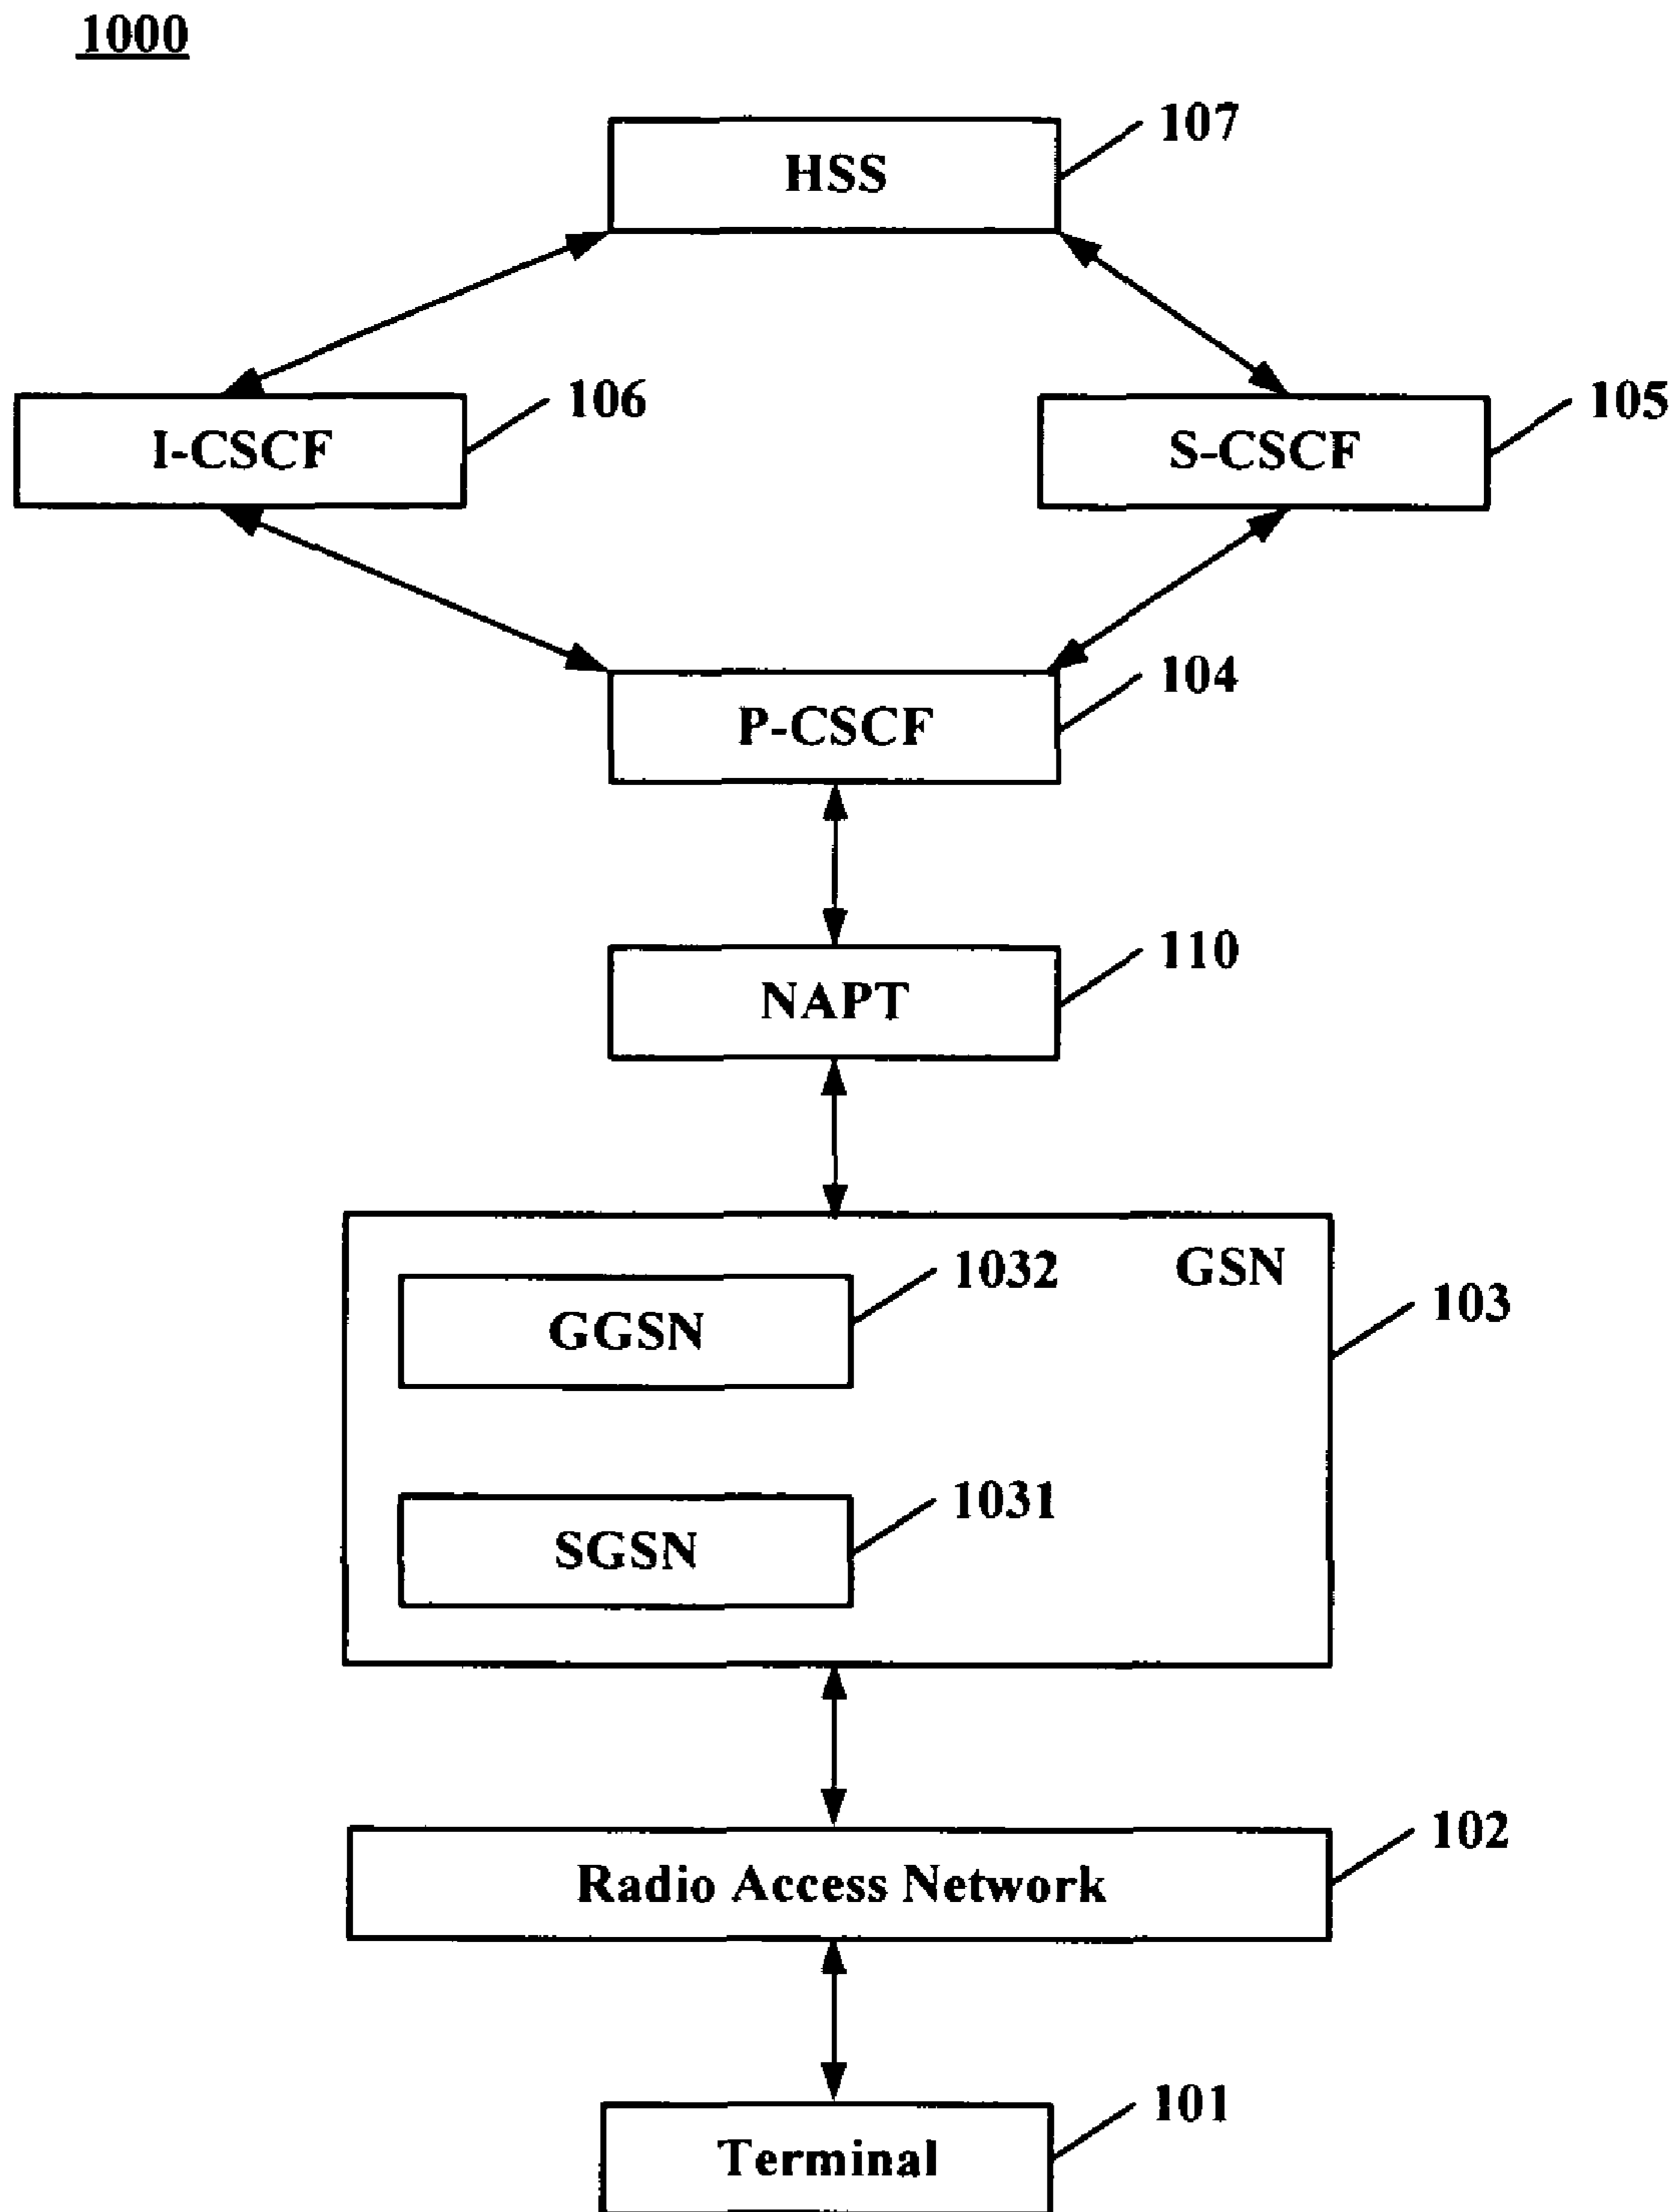 1000
107
HSS
106
I-CSCF
105
S-CSCF
104
P-CSCF
110
NAPT
GSN
1032
GGSN
103
1031
SGSN
102
Radio Access Network
101
Terminal